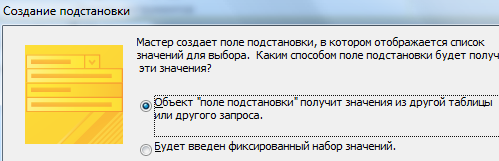 Создание подстановки
Мастер создает поле подстановки, в котором отображается список
значений для выбора. Каким способом поле подстановки будет получ
эти значения?
Объект "поле подстановки" получит значения из другой таблицы
или другого запроса.
Будет введен фиксированный набор значений.